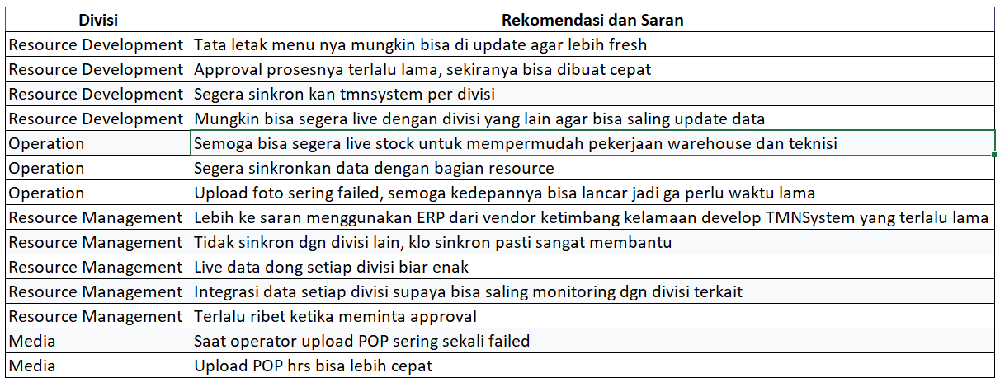 Divisi Rekomendasi dan Saran
Resource Development Tata letak menu nya mungkin bisa di update agar lebih fresh
Resource Development Approval prosesnya terlalu lama, sekiranya bisa dibuat cepat
Resource Development Segera sinkron kan tmnsystem per divisi
Resource Development Mungkin bisa segera live dengan divisi yang lain agar bisa saling update data
Operation Semoga bisa segera live stock untuk mempermudah pekerjaan warehouse dan teknisi
Operation Segera sinkronkan data dengan bagian resource
Operation Upload foto sering failed, semoga kedepannya bisa lancar jadi ga perlu waktu lama
Resource Management Lebih ke saran menggunakan ERP dari vendor ketimbang kelamaan develop TMNSystem yang terlalu lama
Resource Management Tidak sinkron dgn divisi lain, klo sinkron pasti sangat membantu
Resource Management Live data dong setiap divisi biar enak
Resource Management Integrasi data setiap divisi supaya bisa saling monitoring dgn divisi terkait
Resource Management Terlalu ribet ketika meminta approval
Media Saat operator upload POP sering sekali failed
Media Upload POP hrs bisa lebih cepat